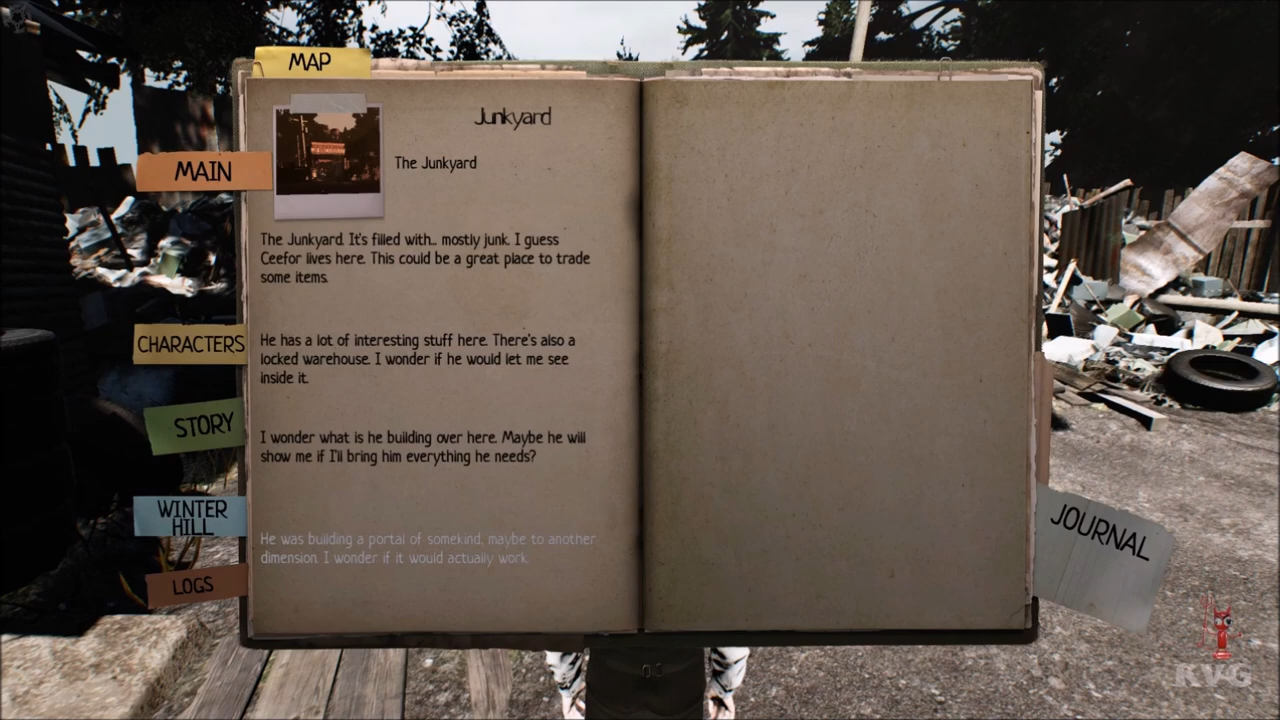 MAP
Junkyard
MAIN
The Junkyard
The Junkyard. It's filled with... mostly junk. I guess
Ceefor lives here. This could be a great place to trade
some items.
CHARACTERS
He has a lot of interesting stuff here. There's also a
locked warehouse. I wonder if he would let me see
inside it.
STORY
I wonder what is he building over here. Maybe he will
show me if I'll bring him everything he needs?
WINTER
HILL
He was building a portal of somekind, maybe to another
dimension. I wonder if it would actually work.
LOGS
JOURNAL
KVG